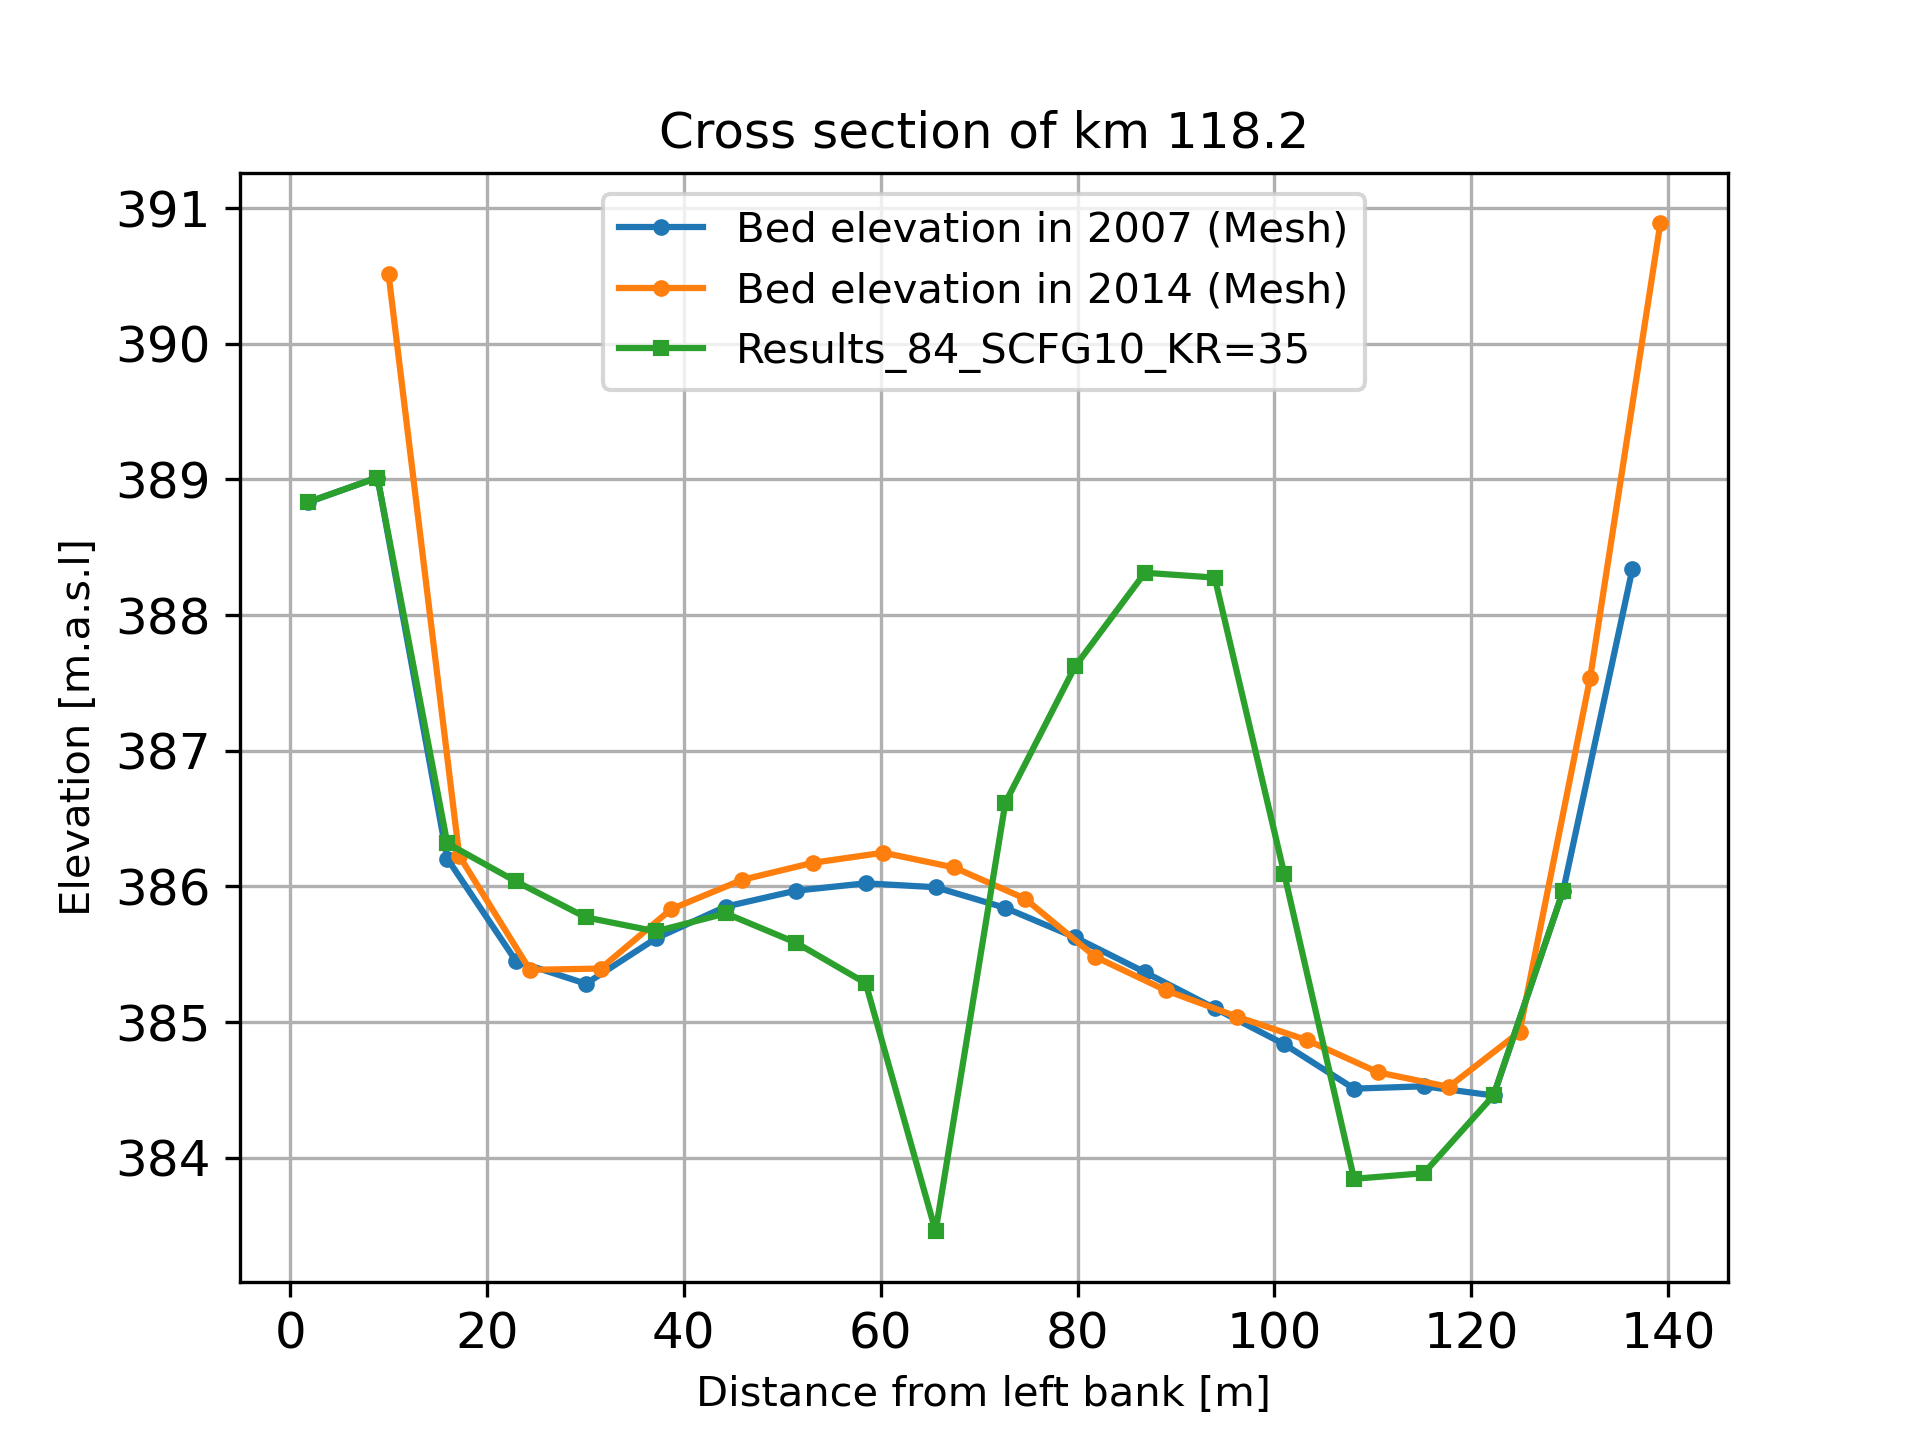 Cross section of km 118.2
Bed elevation in 2007 (Mesh)
Bed elevation in 2014 (Mesh)
Results_84_SCFG10_KR=35
Elevation [m.a.s.l]
391
390
389
388
387
386
385
384
0 20 40 60 80 100 120 140
Distance from left bank [m]